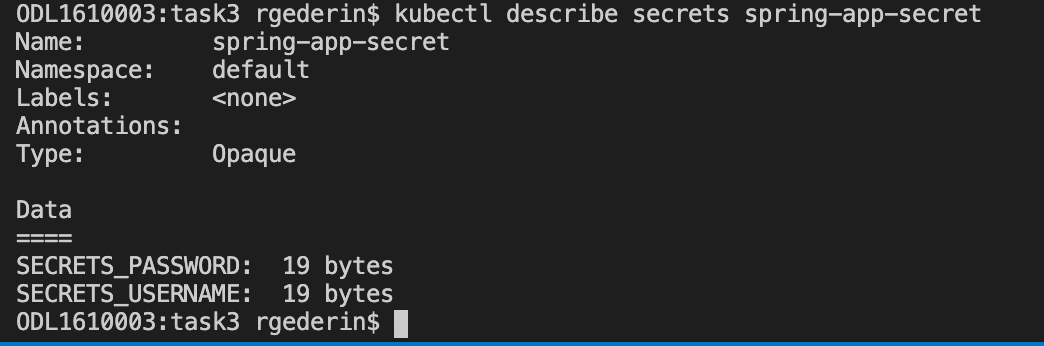 ODL1610003:task3 rgederin$ kubectl describe secrets spring-app-secret
Name:         spring-app-secret
Namespace:    default
Labels:       <none>
Annotations:
Type:         Opaque

Data
====
SECRETS_PASSWORD:  19 bytes
SECRETS_USERNAME:  19 bytes
ODL1610003:task3 rgederin$